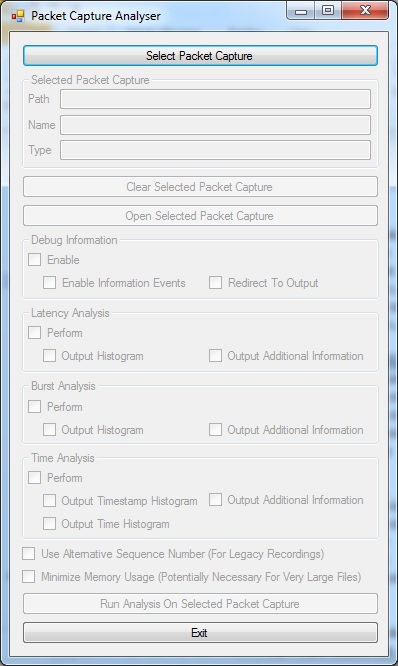 Packet Capture Analyser
Select Packet Capture
Selected Packet Capture
Path
Name
Type
Clear Selected Packet Capture
Open Selected Packet Capture
Debug Information
Enable
Enable Information Events
Redirect To Output
Latency Analysis
Perform
Output Histogram
Output Additional Information
Burst Analysis
Perform
Output Histogram
Output Additional Information
Time Analysis
Perform
Output Timestamp Histogram
Output Additional Information
Output Time Histogram
Use Alternative Sequence Number (For Legacy Recordings)
Minimize Memory Usage (Potentially Necessary For Very Large Files)
Run Analysis On Selected Packet Capture
Exit